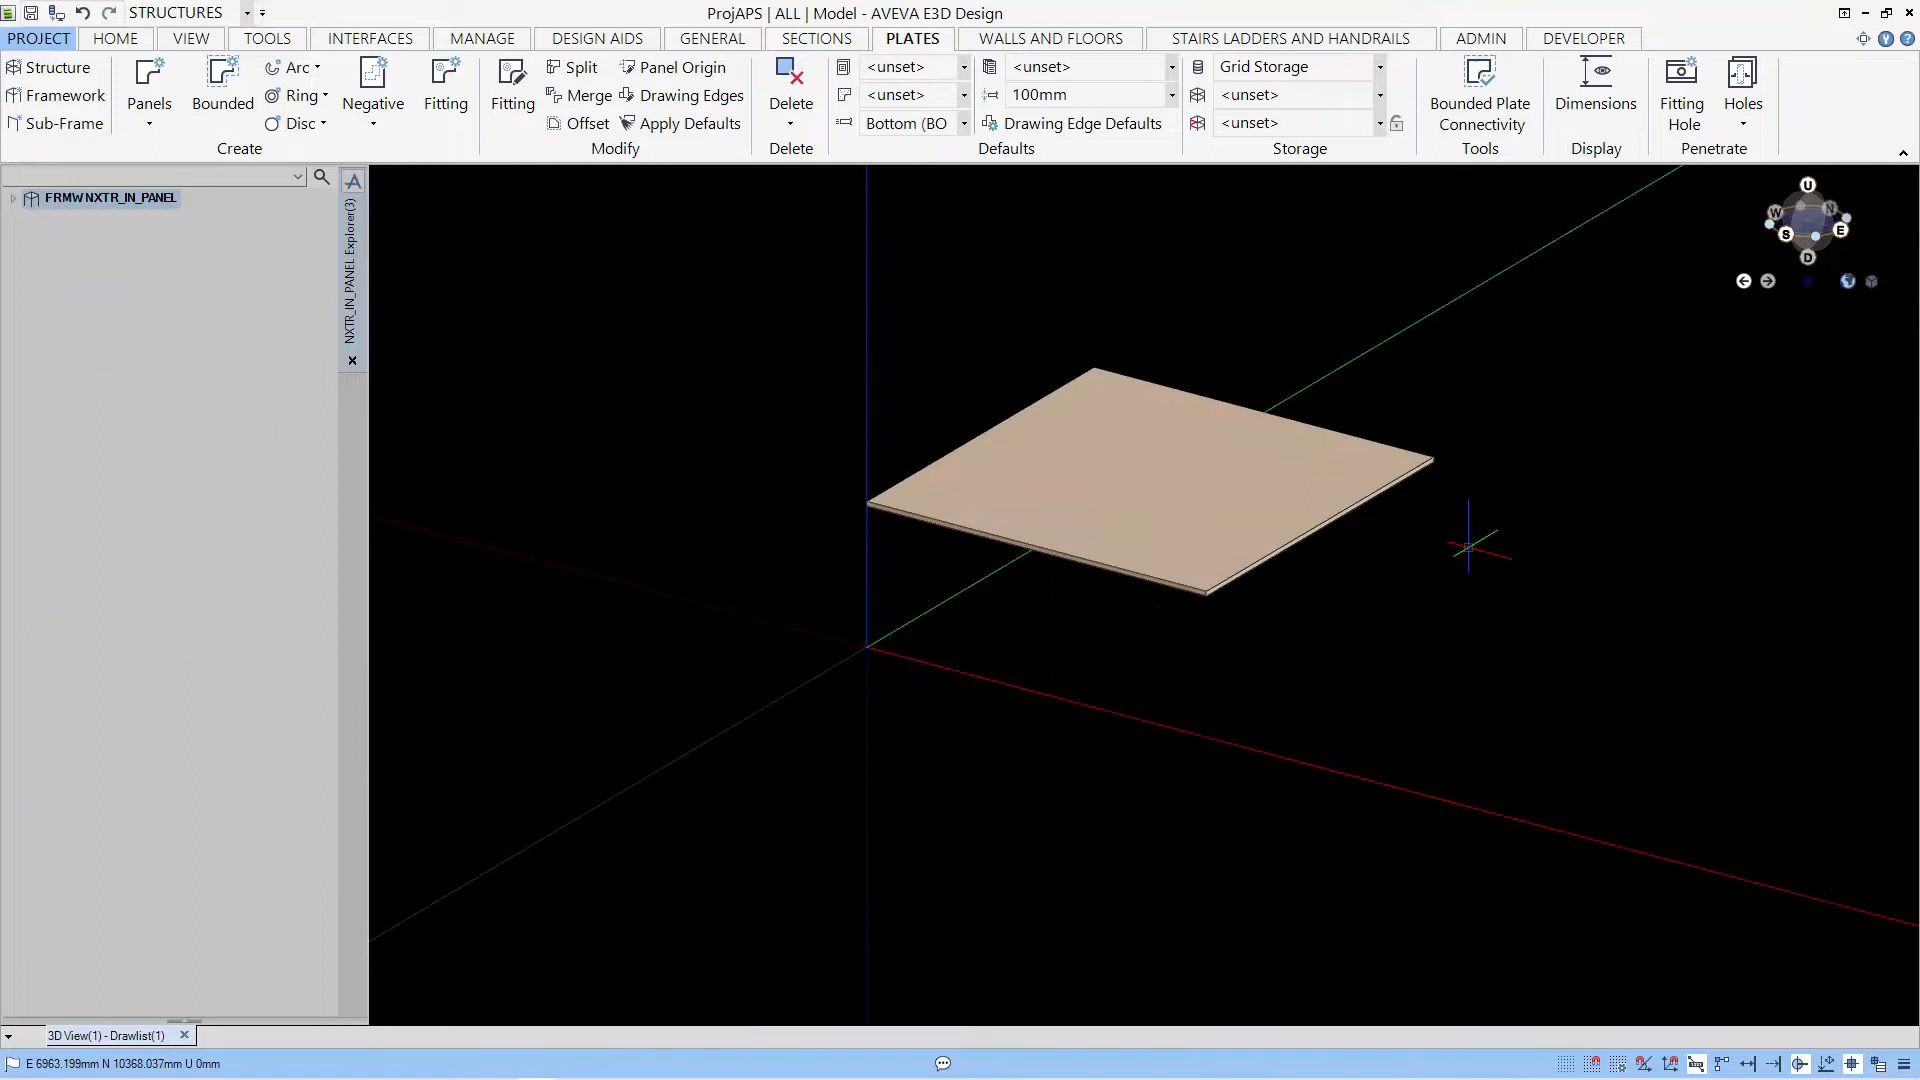 STRUCTURES
ProjAPS | ALL | Model - AVEVA E3D Design
PROJECT HOME VIEW TOOLS INTERFACES MANAGE DESIGN AIDS GENERAL SECTIONS PLATES WALLS AND FLOORS STAIRS LADDERS AND HANDRAILS ADMIN DEVELOPER
Structure
Framework
Sub-Frame
Panels
Bounded
Arc
Ring
Disc
Negative
Fitting
Create
Fitting
Split
Merge
Offset
Panel Origin
Drawing Edges
Apply Defaults
Modify
Delete
Delete
<unset>
<unset>
Bottom (BO
<unset>
100mm
Drawing Edge Defaults
Defaults
Grid Storage
<unset>
<unset>
Storage
Bounded Plate
Connectivity
Tools
Dimensions
Display
Fitting
Hole
Holes
Penetrate
FRMW NXTR_IN_PANEL
NXTR_IN_PANEL Explorer(3)
U
W
N
S
E
D
3D View(1) - Drawlist(1)
E 6963.199mm N 10368.037mm U 0mm